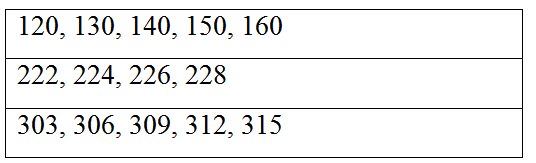 120, 130, 140, 150, 160
222, 224, 226, 228
303, 306, 309, 312, 315